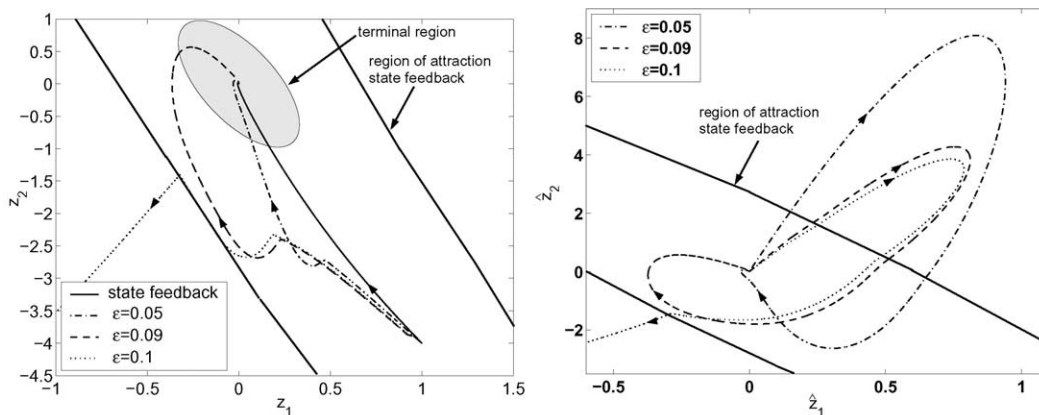 1
0.5
0
−0.5
−1
−1.5
−2
−2.5
−3
−3.5
−4
−4.5
z2
terminal region
region of attraction
state feedback
state feedback
ε=0.05
ε=0.09
ε=0.1
−1
−0.5
0
0.5
1
1.5
z1
8
6
4
2
0
−2
ẑ2
ε=0.05
ε=0.09
ε=0.1
region of attraction
state feedback
−0.5
0
0.5
1
ẑ1